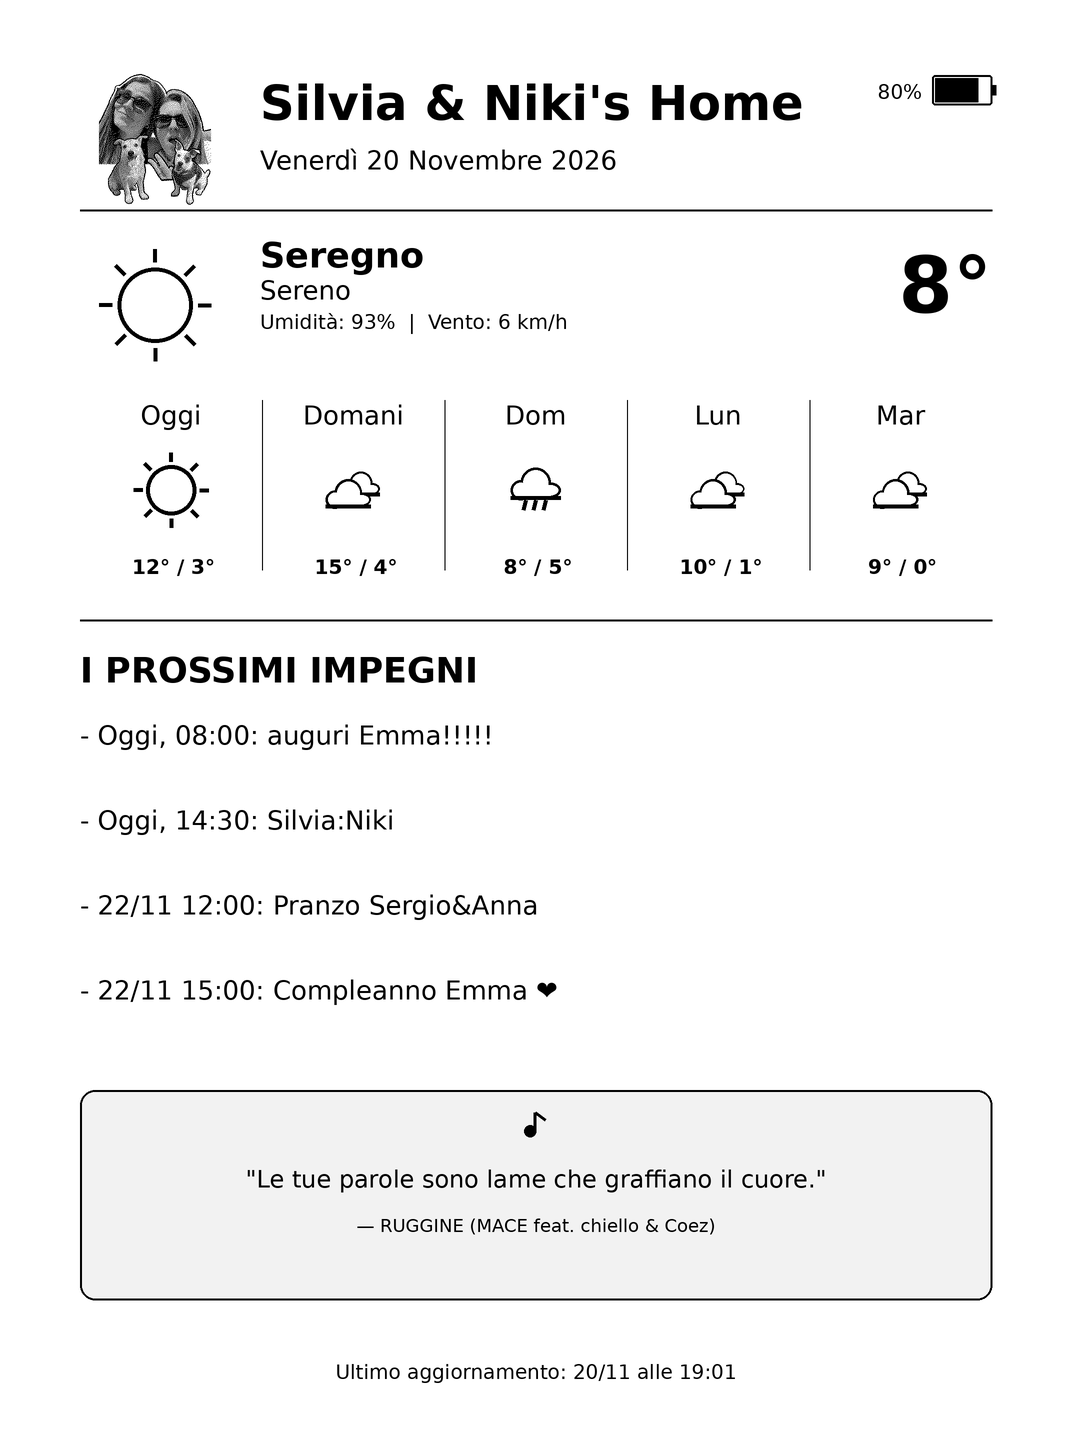 Silvia & Niki's Home
80%
Venerdì 20 Novembre 2026
Seregno
Sereno
Umidità: 93% | Vento: 6 km/h
8°
Oggi
Domani
Dom
Lun
Mar
12° / 3°
15° / 4°
8° / 5°
10° / 1°
9° / 0°
I PROSSIMI IMPEGNI
- Oggi, 08:00: auguri Emma!!!!!
- Oggi, 14:30: Silvia:Niki
- 22/11 12:00: Pranzo Sergio&Anna
- 22/11 15:00: Compleanno Emma ❤
"Le tue parole sono lame che graffiano il cuore."
— RUGGINE (MACE feat. chiello & Coez)
Ultimo aggiornamento: 20/11 alle 19:01